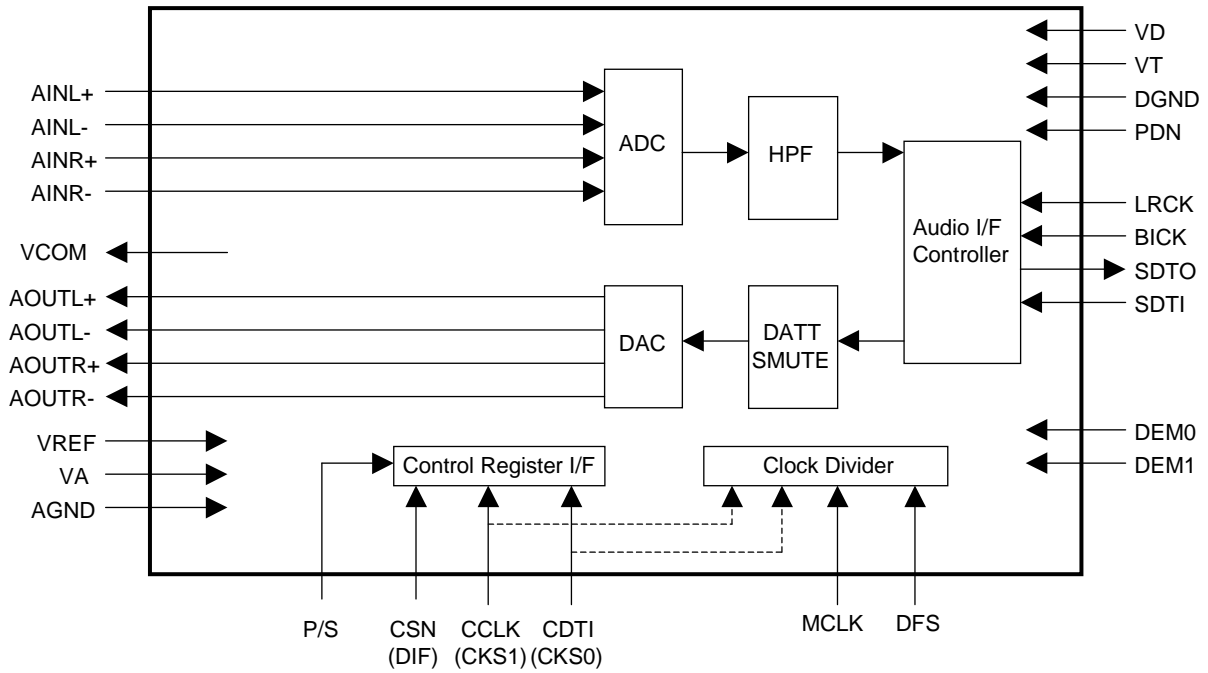 VD
VT
DGND
PDN
AINL+
AINL-
AINR+
AINR-
ADC
HPF
Audio I/F
Controller
LRCK
BICK
SDTO
SDTI
VCOM
AOUTL+
AOUTL-
AOUTR+
AOUTR-
DAC
DATT
SMUTE
VREF
VA
AGND
Control Register I/F
Clock Divider
DEM0
DEM1
P/S
CSN
(DIF)
CCLK
(CKS1)
CDTI
(CKS0)
MCLK
DFS